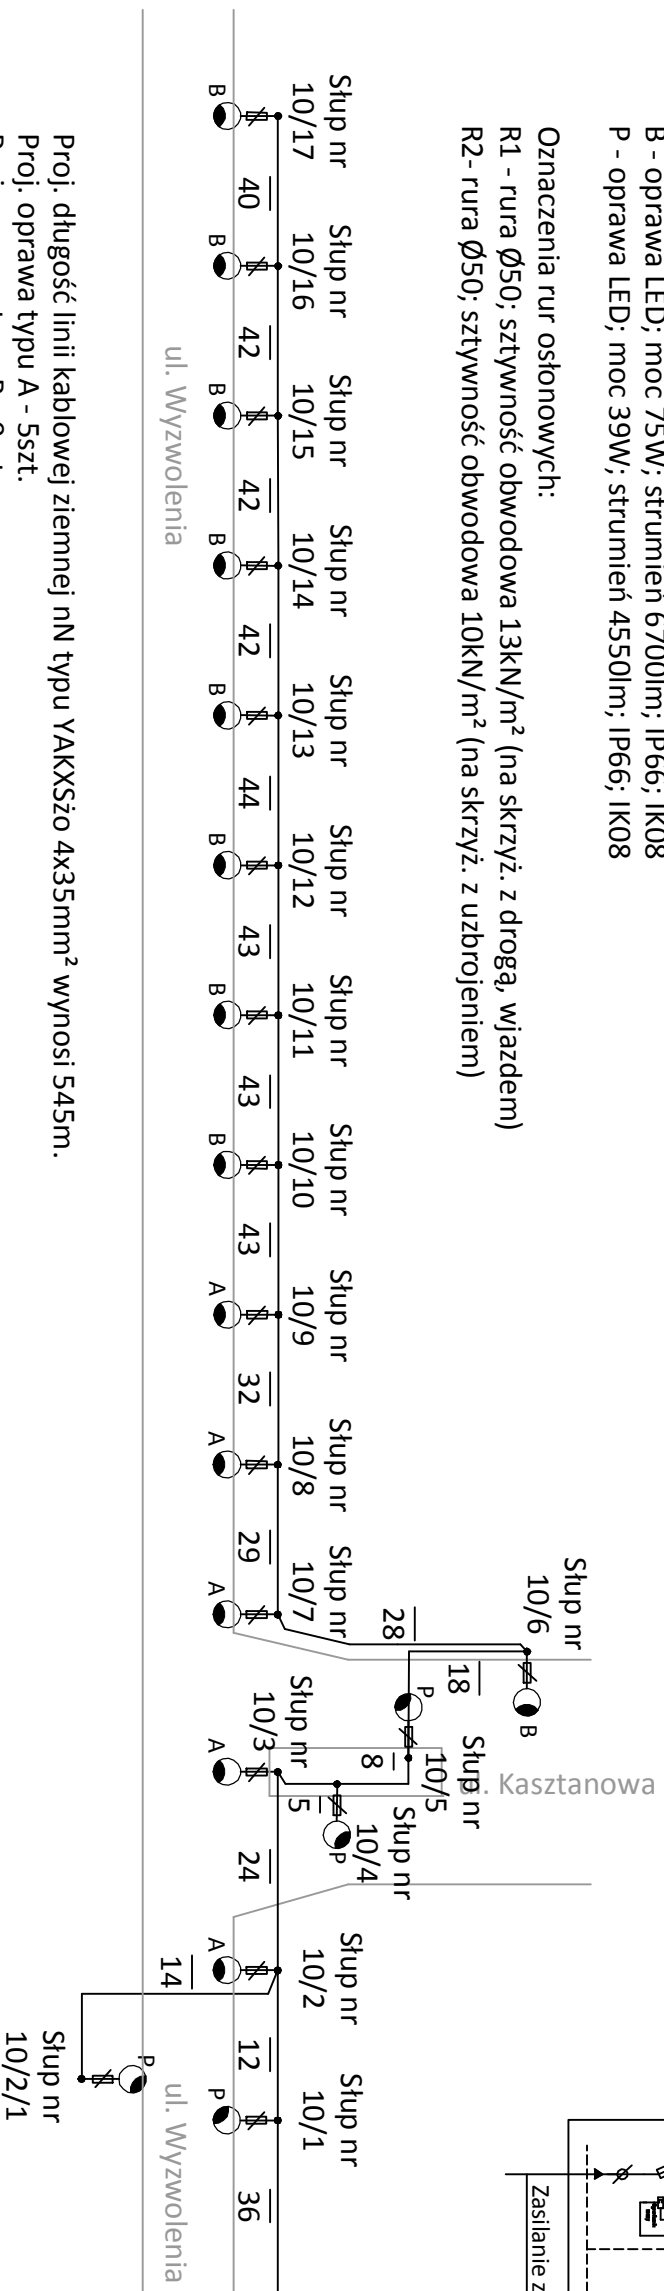 B - oprawa LED; moc 75W; strumień 6700lm; IP66; IK08
P - oprawa LED; moc 39W; strumień 4550lm; IP66; IK08
Oznaczenia rur osłonowych:
R1 - rura Ø50; sztywność obwodowa 13kN/m² (na skrzyż. z drogą, wjazdem)
R2- rura Ø50; sztywność obwodowa 10kN/m² (na skrzyż. z uzbrojeniem)
Słup nr
10/17
B
40
Słup nr
10/16
B
42
Słup nr
10/15
B
42
Słup nr
10/14
B
42
Słup nr
10/13
B
44
Słup nr
10/12
B
43
Słup nr
10/11
B
43
Słup nr
10/10
B
43
Słup nr
10/9
A
32
Słup nr
10/8
A
29
Słup nr
10/7
A
28
Słup nr
10/6
B
18
P
Słup nr
10/5
8
ul. Kasztanowa
Słup nr
10/4
P
5
Słup nr
10/3
A
24
Słup nr
10/2
A
14
Słup nr
10/2/1
P
12
Słup nr
10/1
P
36
ul. Wyzwolenia
ul. Wyzwolenia
Zasilanie z
Proj. długość linii kablowej ziemnej nN typu YAKXSżo 4x35mm² wynosi 545m.
Proj. oprawa typu A - 5szt.